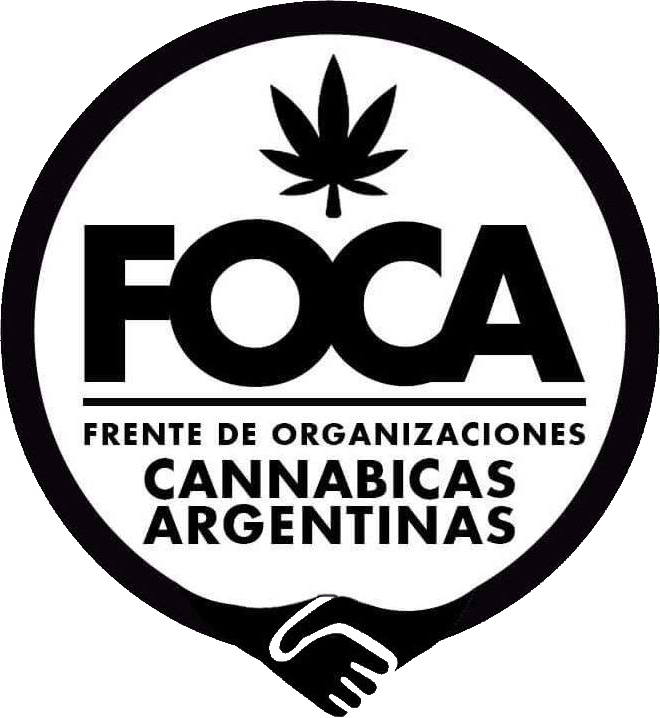 FOCA
FRENTE DE ORGANIZACIONES
CANNABICAS
ARGENTINAS